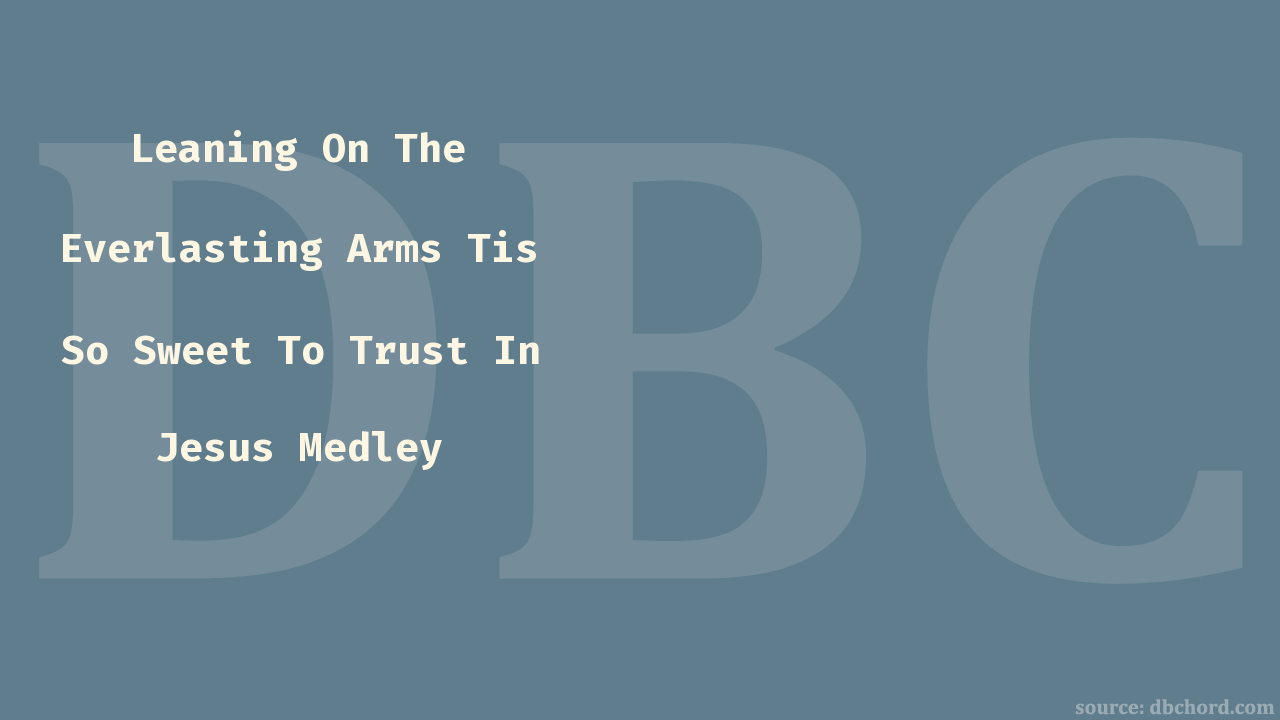 DBC
Leaning On The
Everlasting Arms Tis
So Sweet To Trust In
Jesus Medley
source: dbchord.com